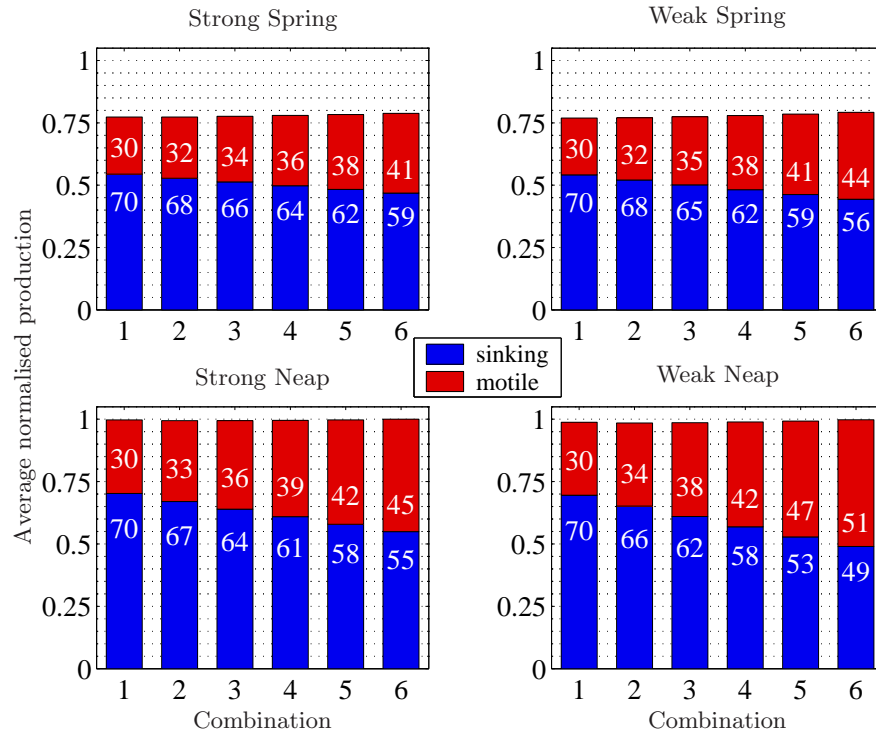 Strong Spring
Weak Spring
Average normalised production
1
0.75
0.5
0.25
0
30 32 34 36 38 41
70 68 66 64 62 59
1 2 3 4 5 6
1
0.75
0.5
0.25
0
30 32 35 38 41 44
70 68 65 62 59 56
1 2 3 4 5 6
sinking
motile
Strong Neap
Weak Neap
1
0.75
0.5
0.25
0
30 33 36 39 42 45
70 67 64 61 58 55
1 2 3 4 5 6
Combination
1
0.75
0.5
0.25
0
30 34 38 42 47 51
70 66 62 58 53 49
1 2 3 4 5 6
Combination